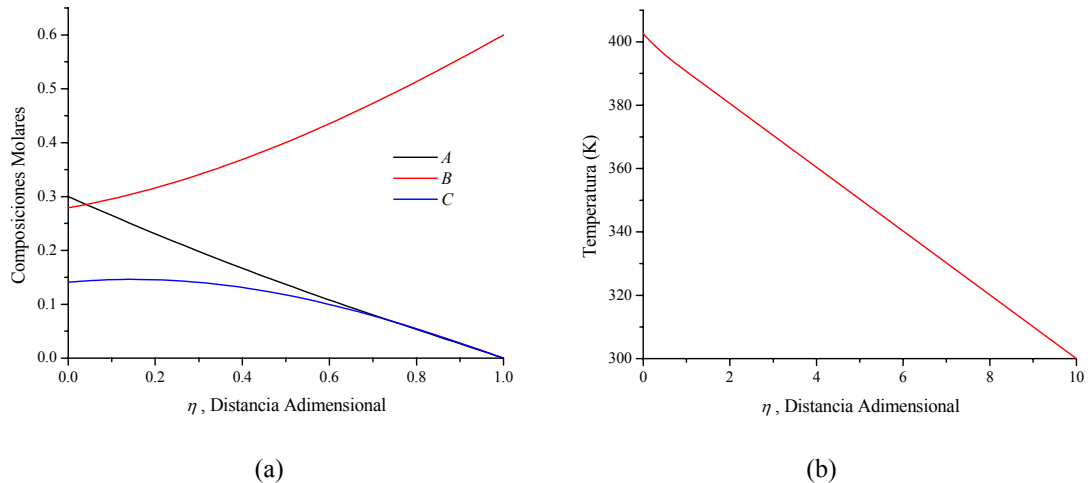 Composiciones Molares
0.6
0.5
0.4
0.3
0.2
0.1
0.0
0.0 0.2 0.4 0.6 0.8 1.0
η , Distancia Adimensional
A
B
C
(a)
Temperatura (K)
400
380
360
340
320
300
0 2 4 6 8 10
η , Distancia Adimensional
(b)